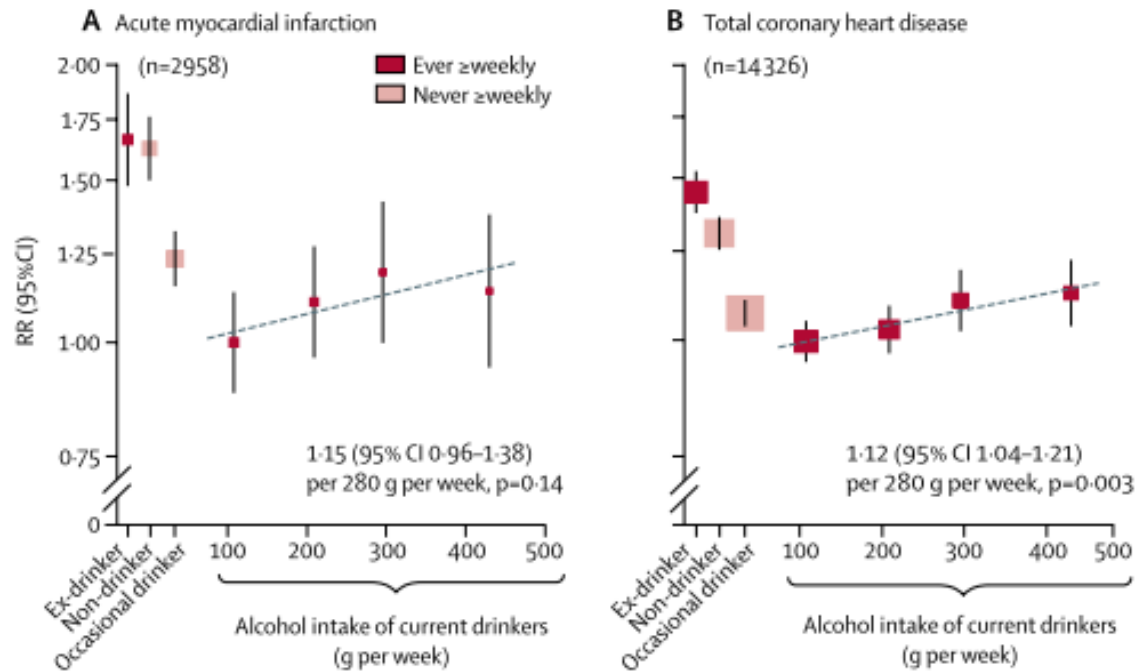 A Acute myocardial infarction
2·00
(n=2958)
Ever ≥weekly
Never ≥weekly
1·75
1·50
1·25
1·00
0·75
0
RR (95%CI)
1·15 (95% CI 0·96–1·38)
per 280 g per week, p=0·14
Ex-drinker
Non-drinker
Occasional drinker
100 200 300 400 500
Alcohol intake of current drinkers
(g per week)
B Total coronary heart disease
(n=14 326)
1·12 (95% CI 1·04–1·21)
per 280 g per week, p=0·003
Ex-drinker
Non-drinker
Occasional drinker
100 200 300 400 500
Alcohol intake of current drinkers
(g per week)